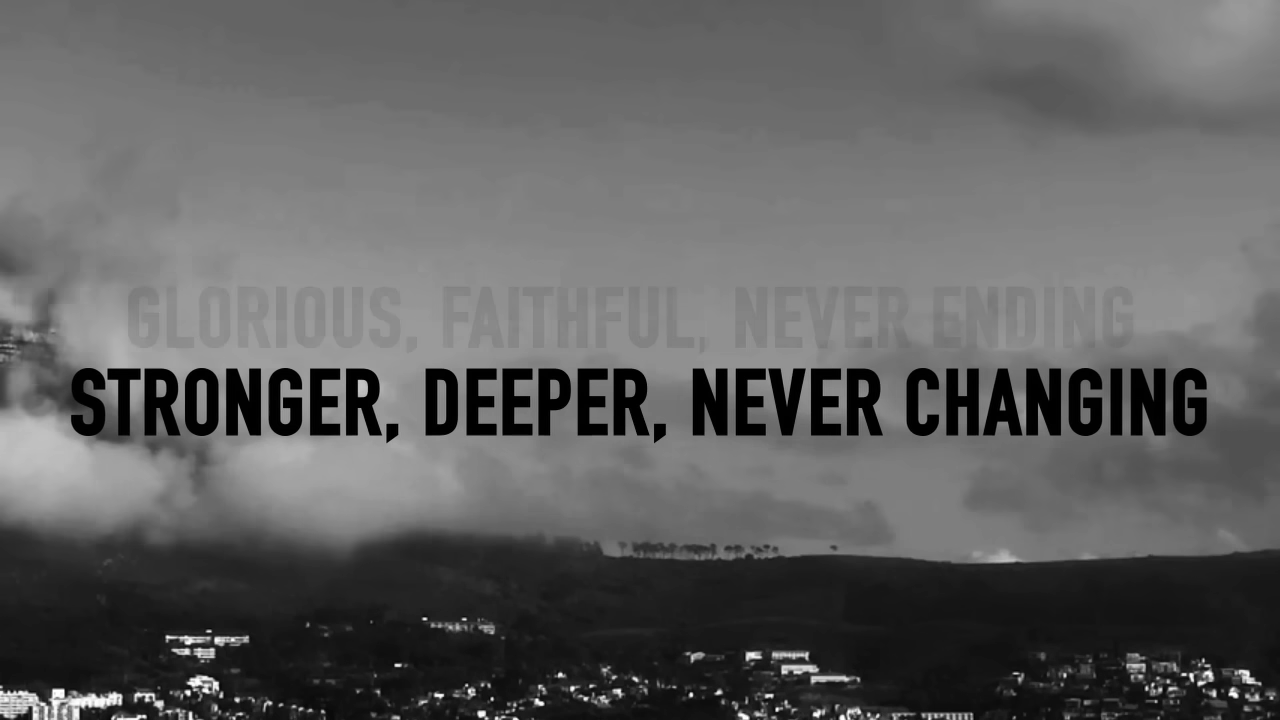 GLORIOUS, FAITHFUL, NEVER ENDING
STRONGER, DEEPER, NEVER CHANGING